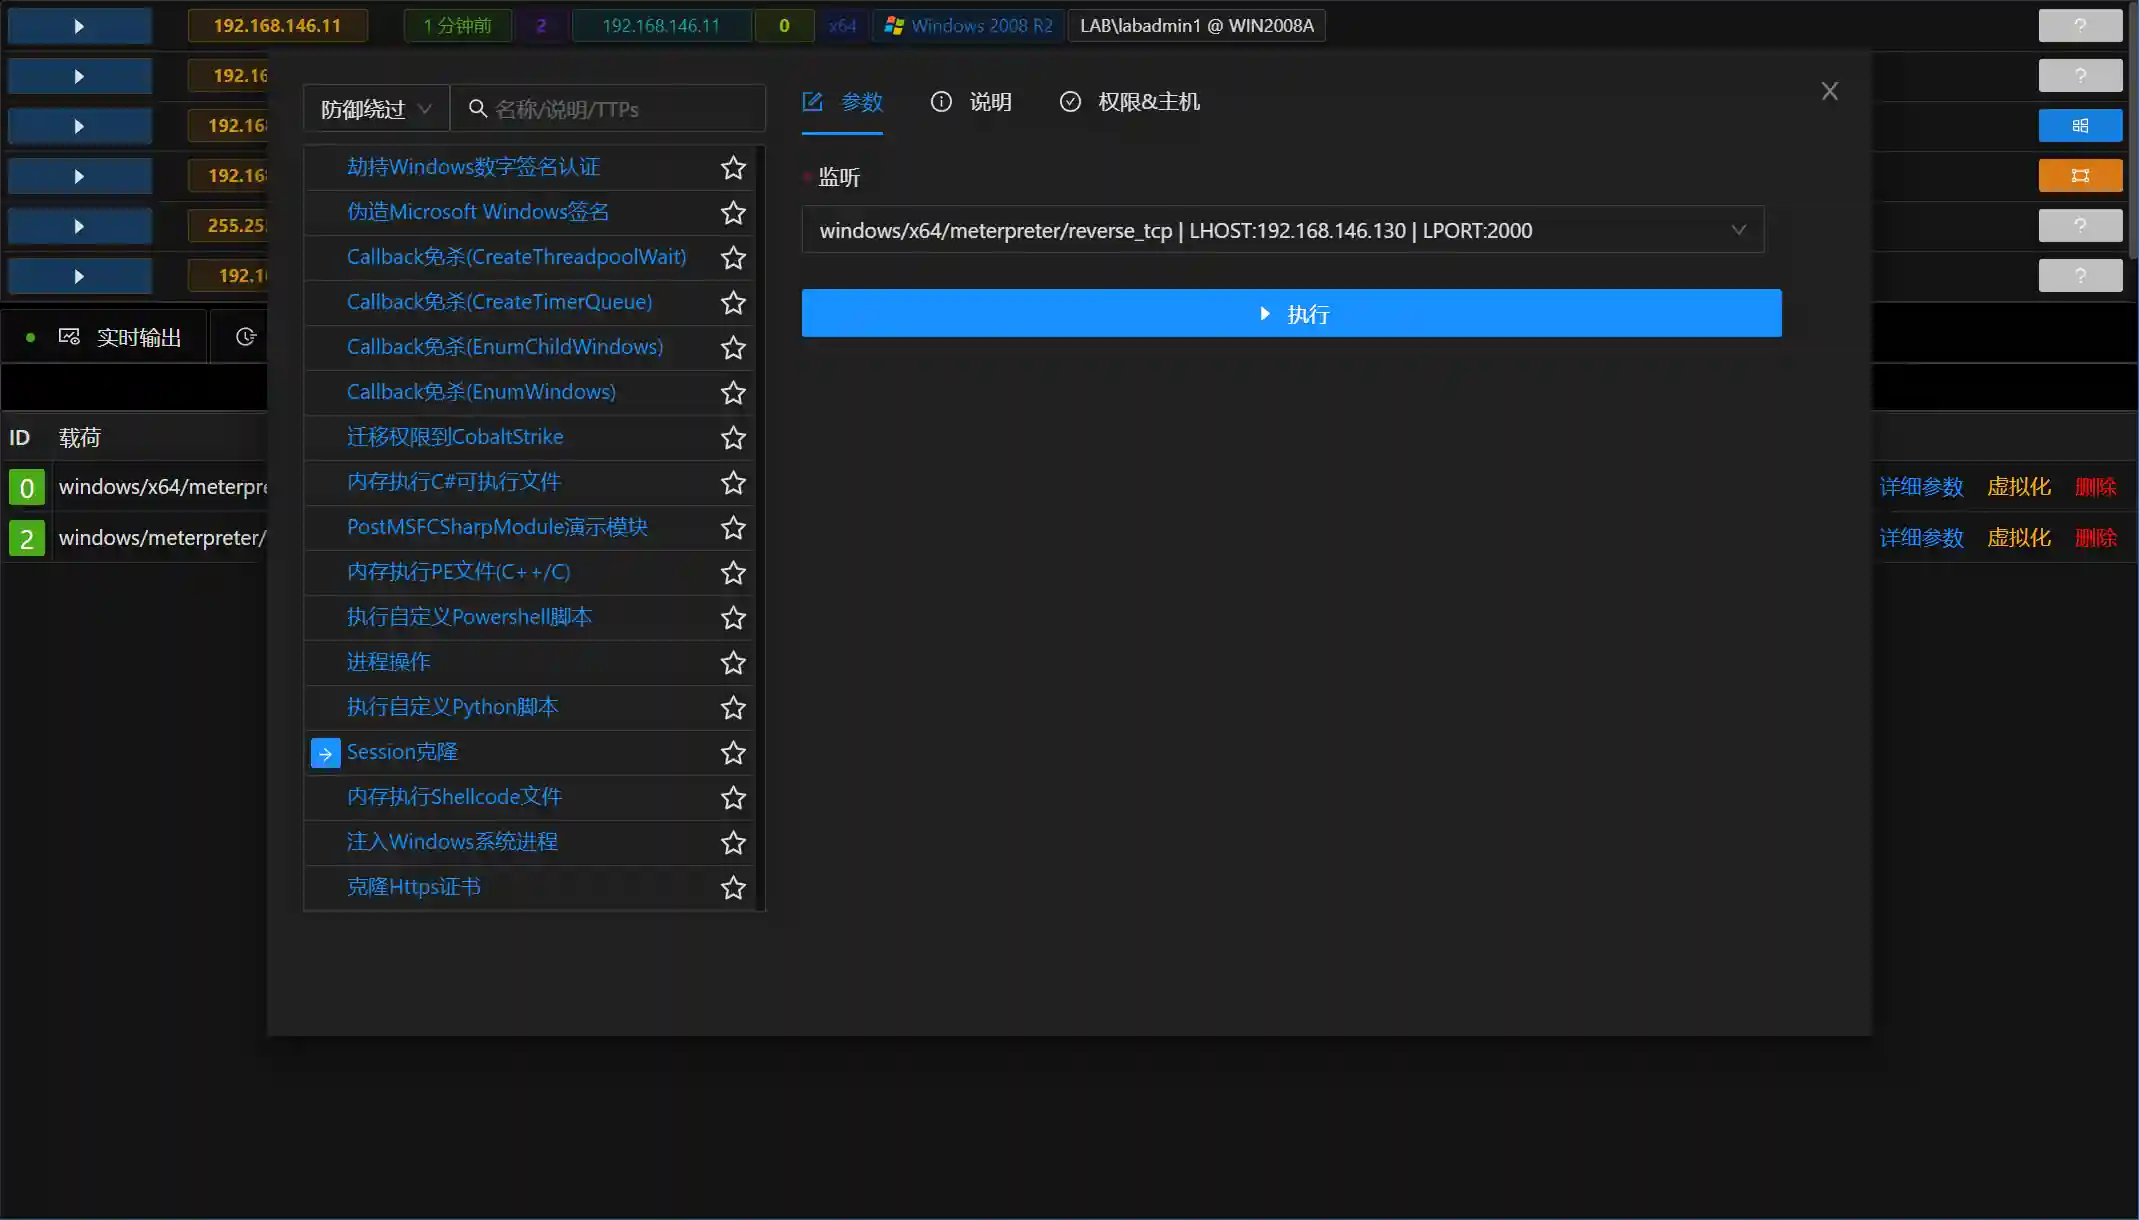 192.168.146.11 1 分钟前 2 192.168.146.11 0 x64 Windows 2008 R2 LAB\labadmin1 @ WIN2008A ?
192.16 ?
192.168
192.168
255.25 ?
192.1 ?
实时输出
ID 载荷
0 windows/x64/meterpre 详细参数 虚拟化 删除
2 windows/meterpreter/ 详细参数 虚拟化 删除
防御绕过 名称/说明/TTPs
劫持Windows数字签名认证
伪造Microsoft Windows签名
Callback免杀(CreateThreadpoolWait)
Callback免杀(CreateTimerQueue)
Callback免杀(EnumChildWindows)
Callback免杀(EnumWindows)
迁移权限到CobaltStrike
内存执行C#可执行文件
PostMSFCSharpModule演示模块
内存执行PE文件(C++/C)
执行自定义Powershell脚本
进程操作
执行自定义Python脚本
Session克隆
内存执行Shellcode文件
注入Windows系统进程
克隆Https证书
参数 说明 权限&主机
* 监听
windows/x64/meterpreter/reverse_tcp | LHOST:192.168.146.130 | LPORT:2000
执行